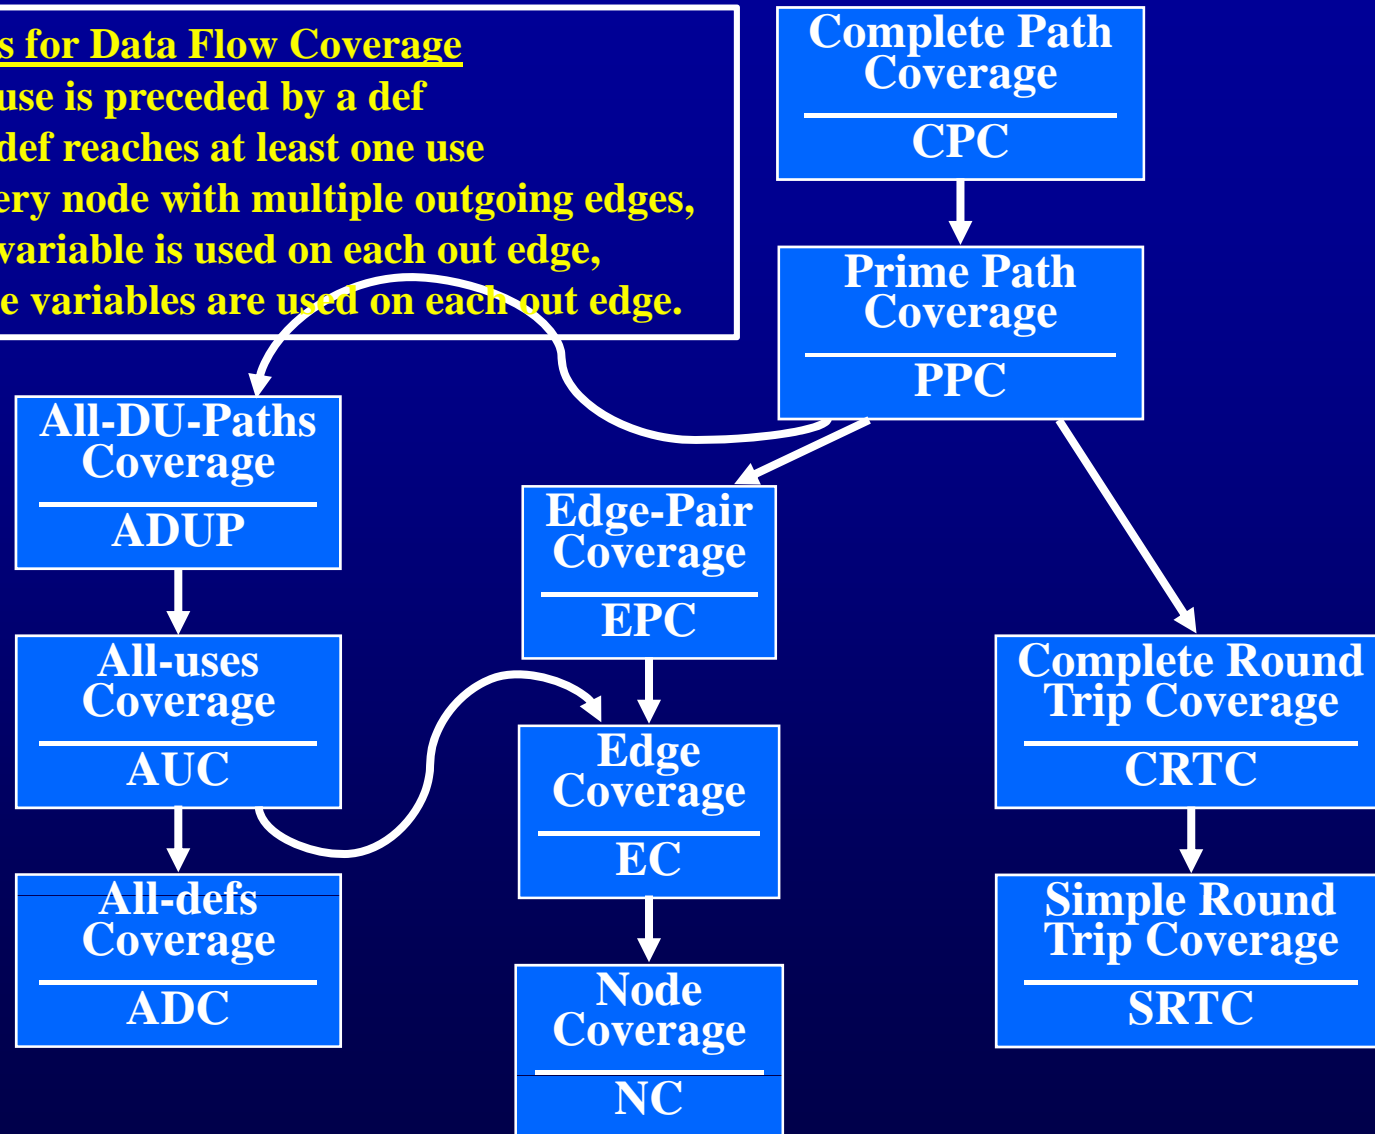 s for Data Flow Coverage
use is preceded by a def
def reaches at least one use
ery node with multiple outgoing edges,
variable is used on each out edge,
e variables are used on each out edge.
Complete Path
Coverage
CPC
Prime Path
Coverage
PPC
All-DU-Paths
Coverage
ADUP
Edge-Pair
Coverage
EPC
All-uses
Coverage
AUC
Complete Round
Trip Coverage
CRTC
Edge
Coverage
EC
All-defs
Coverage
ADC
Simple Round
Trip Coverage
SRTC
Node
Coverage
NC